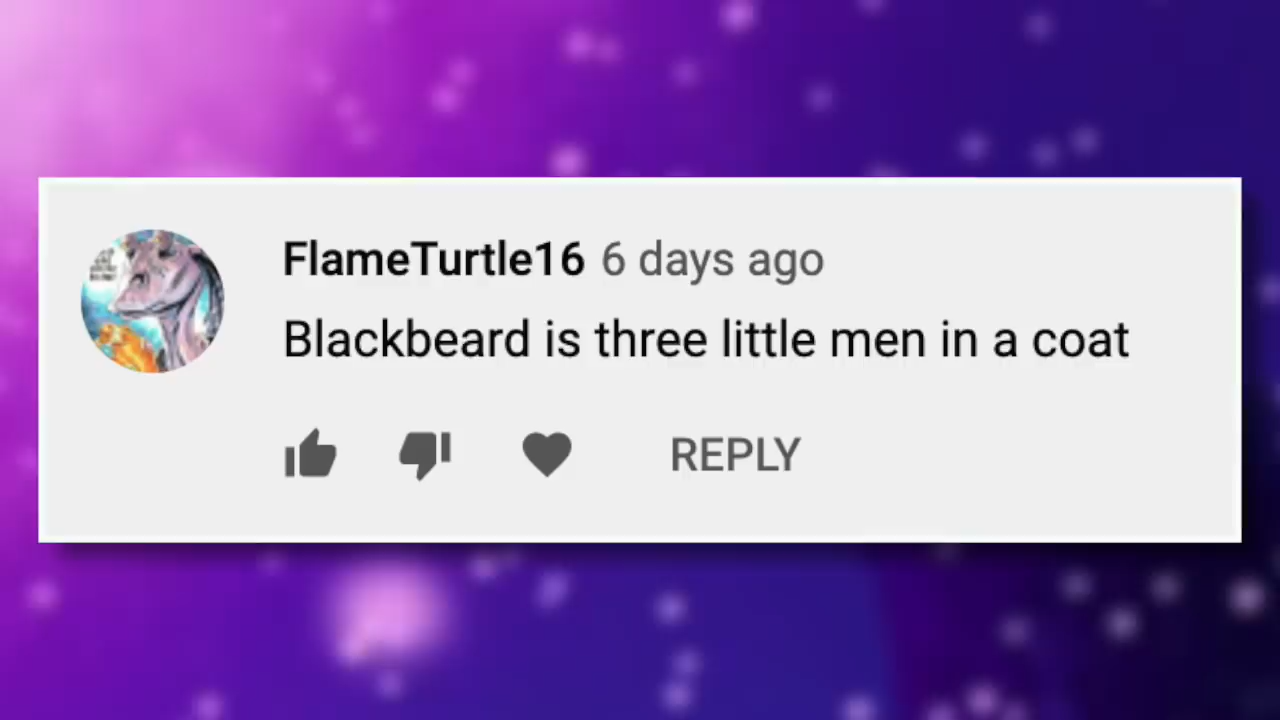 FlameTurtle16 6 days ago
Blackbeard is three little men in a coat
REPLY